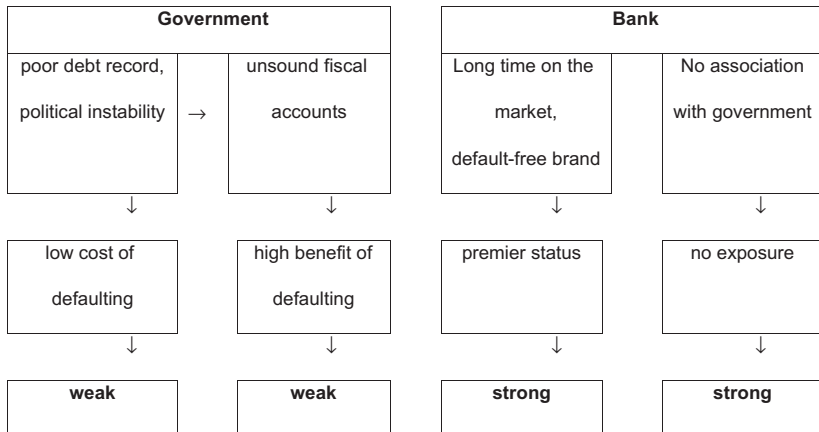 Government
Bank
poor debt record,
political instability
→
unsound fiscal
accounts
Long time on the
market,
default-free brand
No association
with government
↓
↓
↓
↓
low cost of
defaulting
high benefit of
defaulting
premier status
no exposure
↓
↓
↓
↓
weak
weak
strong
strong